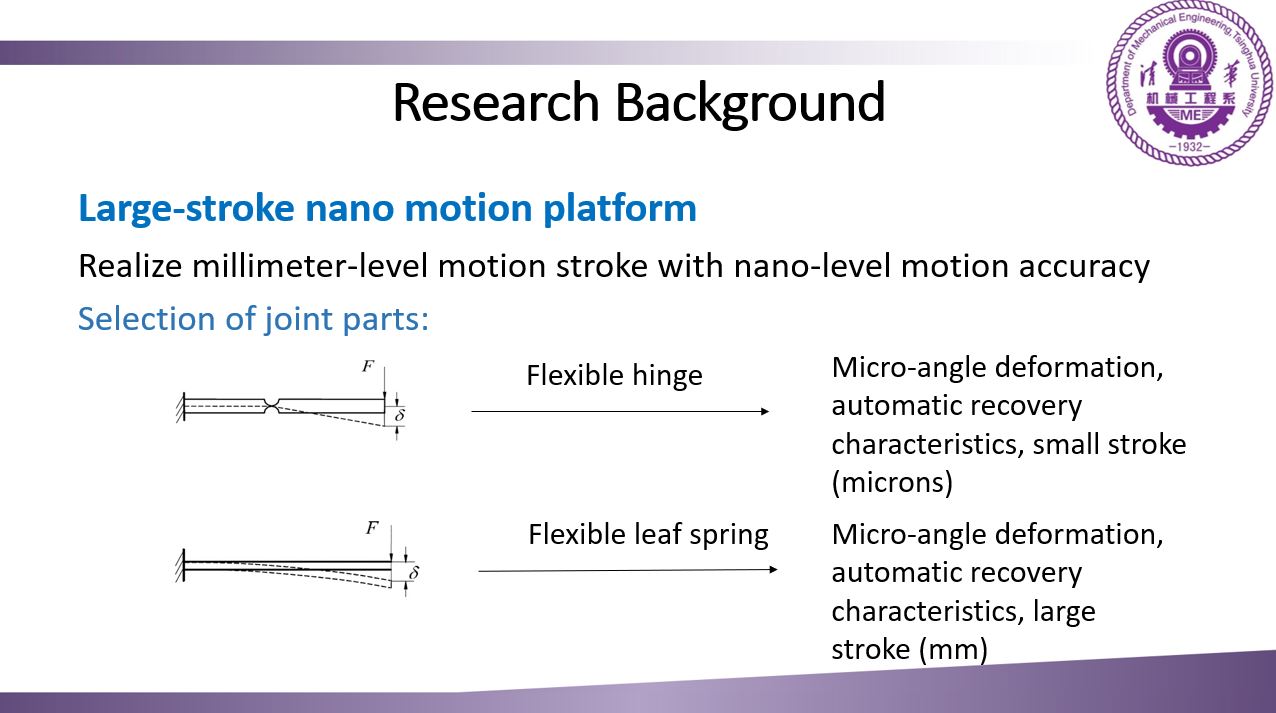 Department of Mechanical Engineering,Tsinghua University
清 華
机械工程系
ME
-1932-
Research Background
Large-stroke nano motion platform
Realize millimeter-level motion stroke with nano-level motion accuracy
Selection of joint parts:
F
δ
Flexible hinge
Micro-angle deformation,
automatic recovery
characteristics, small stroke
(microns)
F
δ
Flexible leaf spring
Micro-angle deformation,
automatic recovery
characteristics, large
stroke (mm)